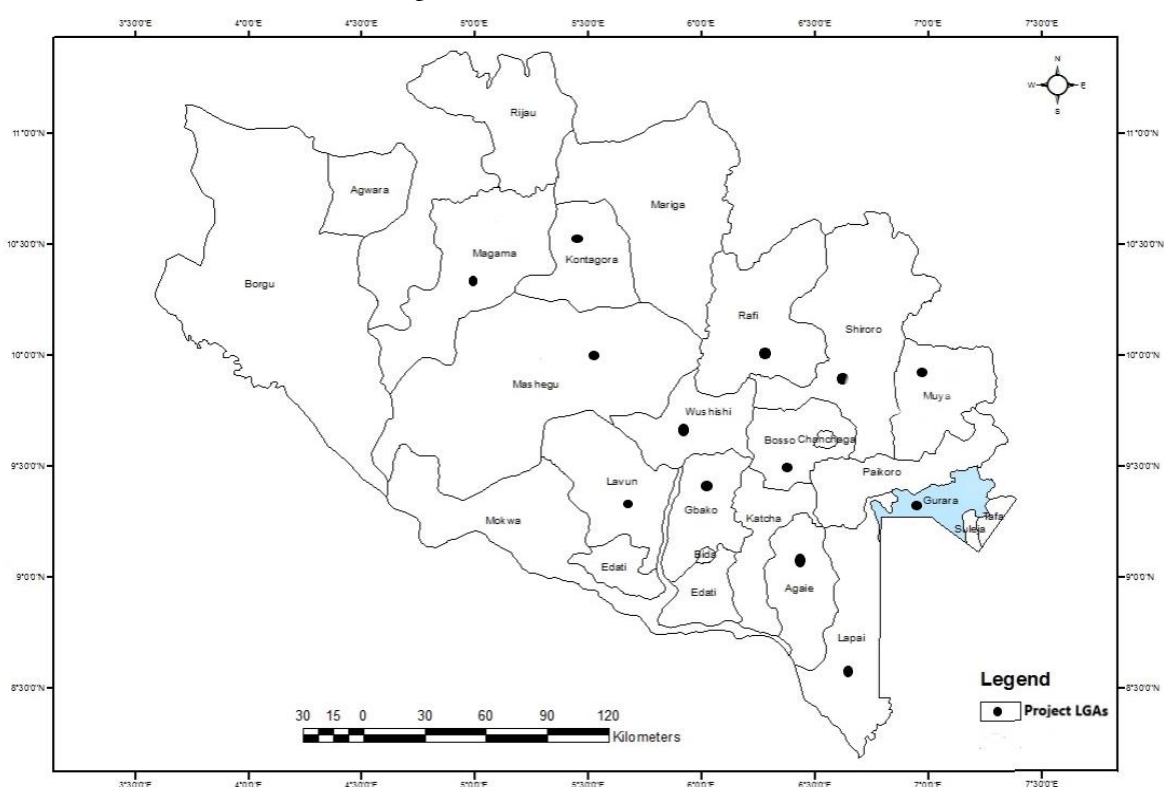 3°30'0"E 4°0'0"E 4°30'0"E 5°0'0"E 5°30'0"E 6°0'0"E 6°30'0"E 7°0'0"E 7°30'0"E
N
W E
S
Rijau
11°0'0"N 11°0'0"N
Agwara
Mariga
10°30'0"N 10°30'0"N
Magama
Kontagora
Borgu
Rafi
Shiroro
10°0'0"N 10°0'0"N
Mashegu
Muya
Wushishi
Bosso Chanchaga
9°30'0"N 9°30'0"N
Paikoro
Lavun
Gurara
Gbako
Mokwa
Katcha
Tafa
Suleja
Bida
Edati
9°0'0"N 9°0'0"N
Edati
Agaie
Lapai
Legend
8°30'0"N 8°30'0"N
Project LGAs
30 15 0 30 60 90 120
Kilometers
3°30'0"E 4°0'0"E 4°30'0"E 5°0'0"E 5°30'0"E 6°0'0"E 6°30'0"E 7°0'0"E 7°30'0"E